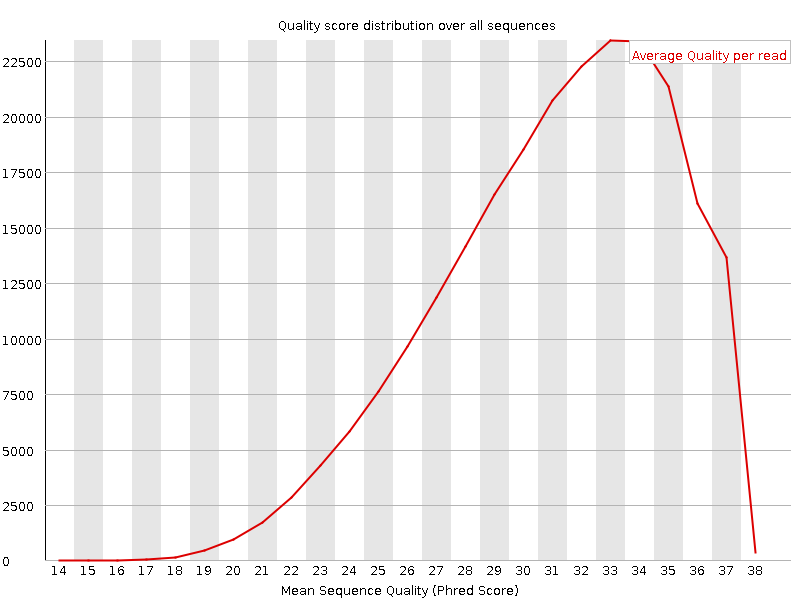 Quality score distribution over all sequences
Average Quality per read
22500
20000
17500
15000
12500
10000
7500
5000
2500
0
14 15 16 17 18 19 20 21 22 23 24 25 26 27 28 29 30 31 32 33 34 35 36 37 38
Mean Sequence Quality (Phred Score)